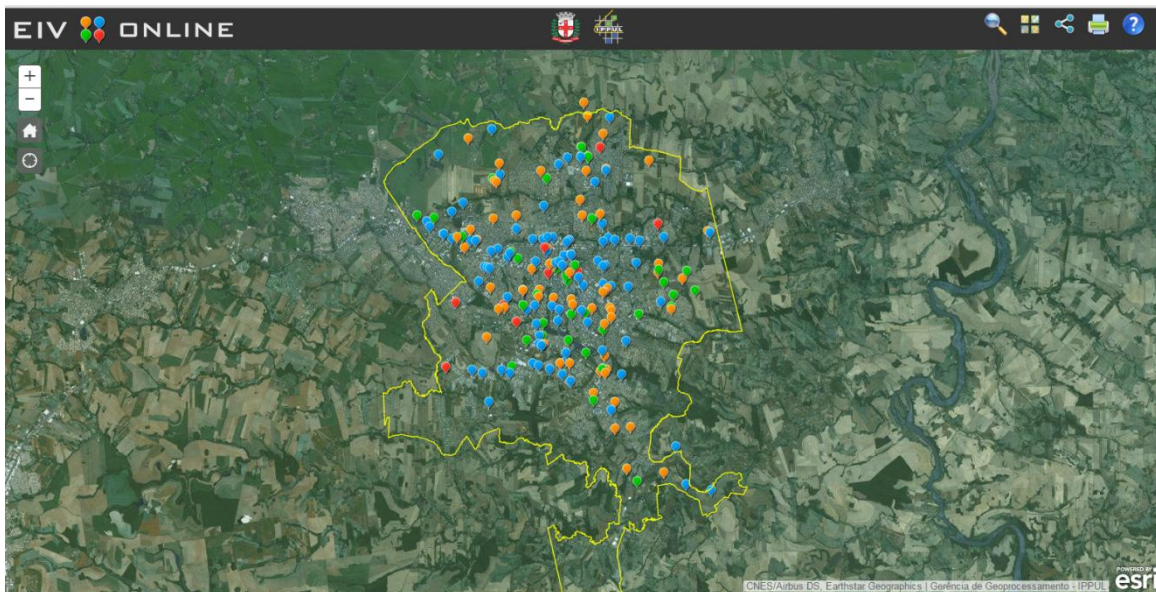 EIV ONLINE
IPPUL
?
+
−
CNES/Airbus DS, Earthstar Geographics | Gerência de Geoprocessamento - IPPUL
POWERED BY
esri